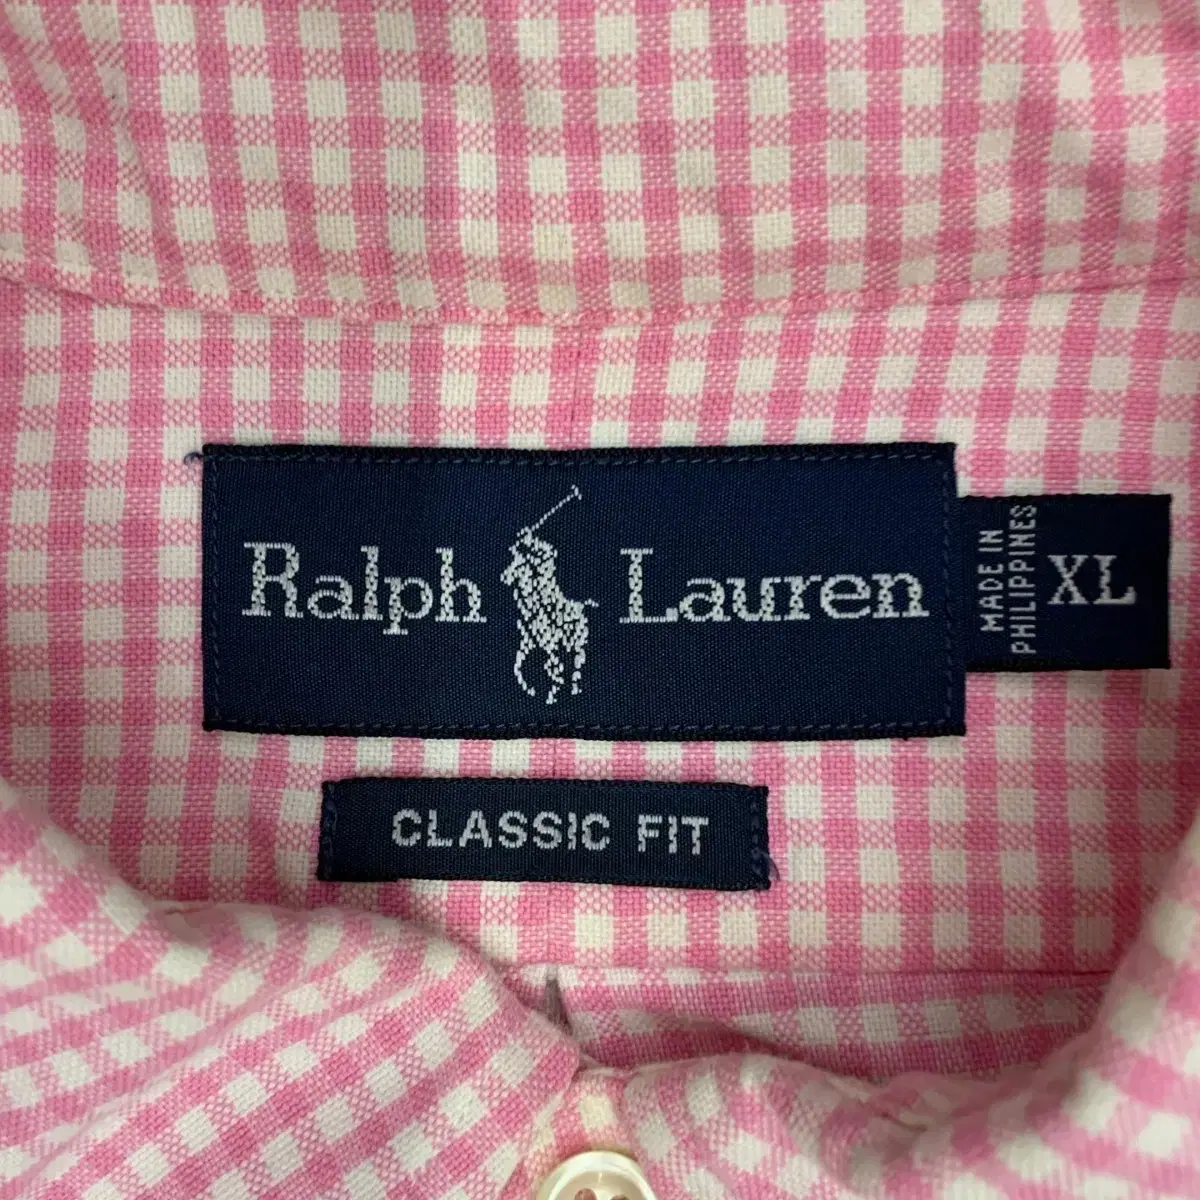 Ralph Lauren
MADE IN
PHILIPPINES
XL
CLASSIC FIT